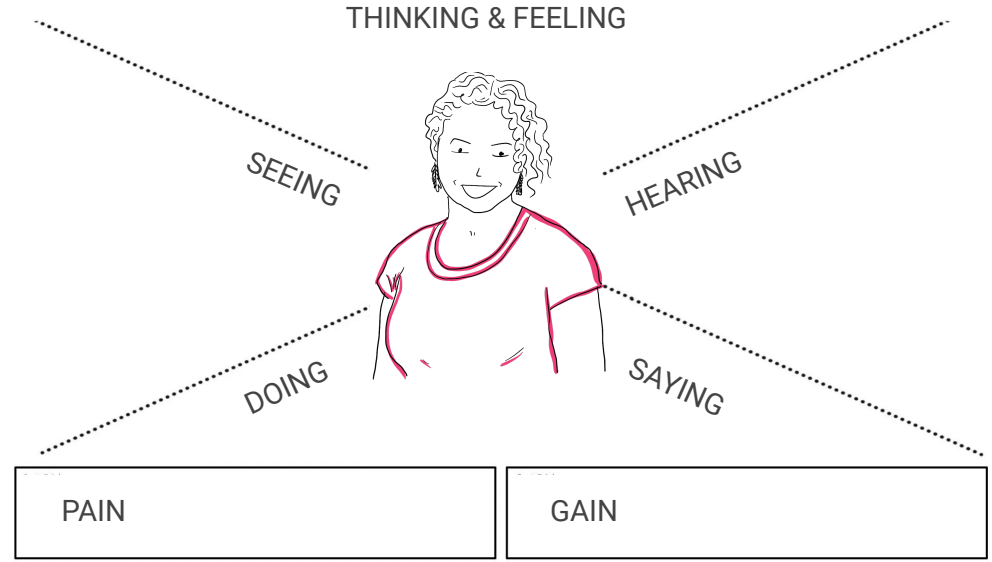 THINKING & FEELING
SEEING
HEARING
DOING
SAYING
PAIN
GAIN